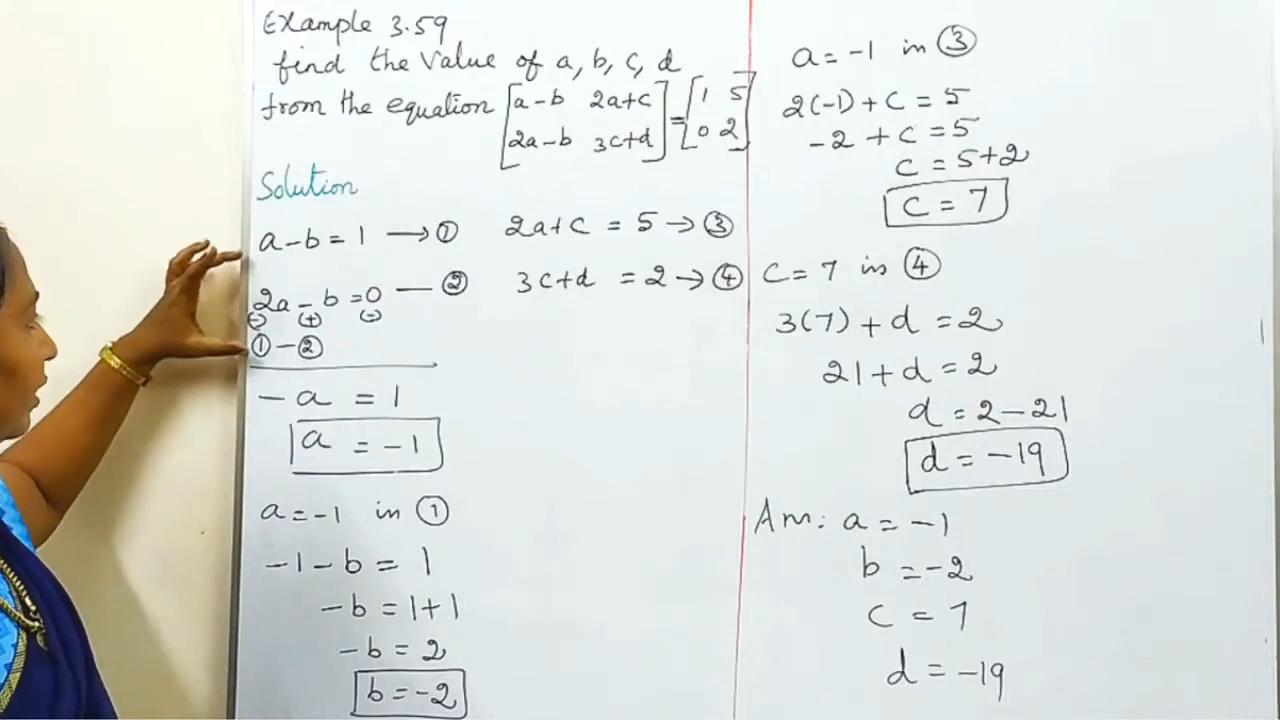 Example 3.59
find the value of a, b, c, d
from the equation [a-b 2a+c = [1 5
2a-b 3c+d] 0 2]
Solution
a-b = 1 → ①
2a+c = 5 → ③
2a - b = 0 — ②
3c+d = 2 → ④
(-) (+) (-)
① - ②
-a = 1
a = -1
a = -1 in ①
-1 - b = 1
-b = 1+1
-b = 2
b = -2
a = -1 in ③
2(-1) + c = 5
-2 + c = 5
c = 5+2
c = 7
c = 7 in ④
3(7) + d = 2
21 + d = 2
d = 2 - 21
d = -19
Ans: a = -1
b = -2
c = 7
d = -19